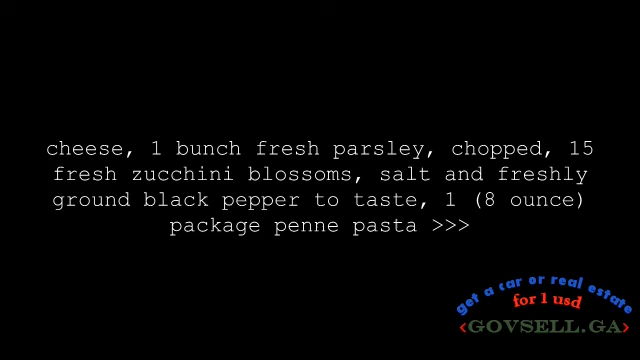 cheese, 1 bunch fresh parsley, chopped, 15
fresh zucchini blossoms, salt and freshly
ground black pepper to taste, 1 (8 ounce)
package penne pasta >>>
get a car or real estate
for 1 usd
<GOVSELL.GA>